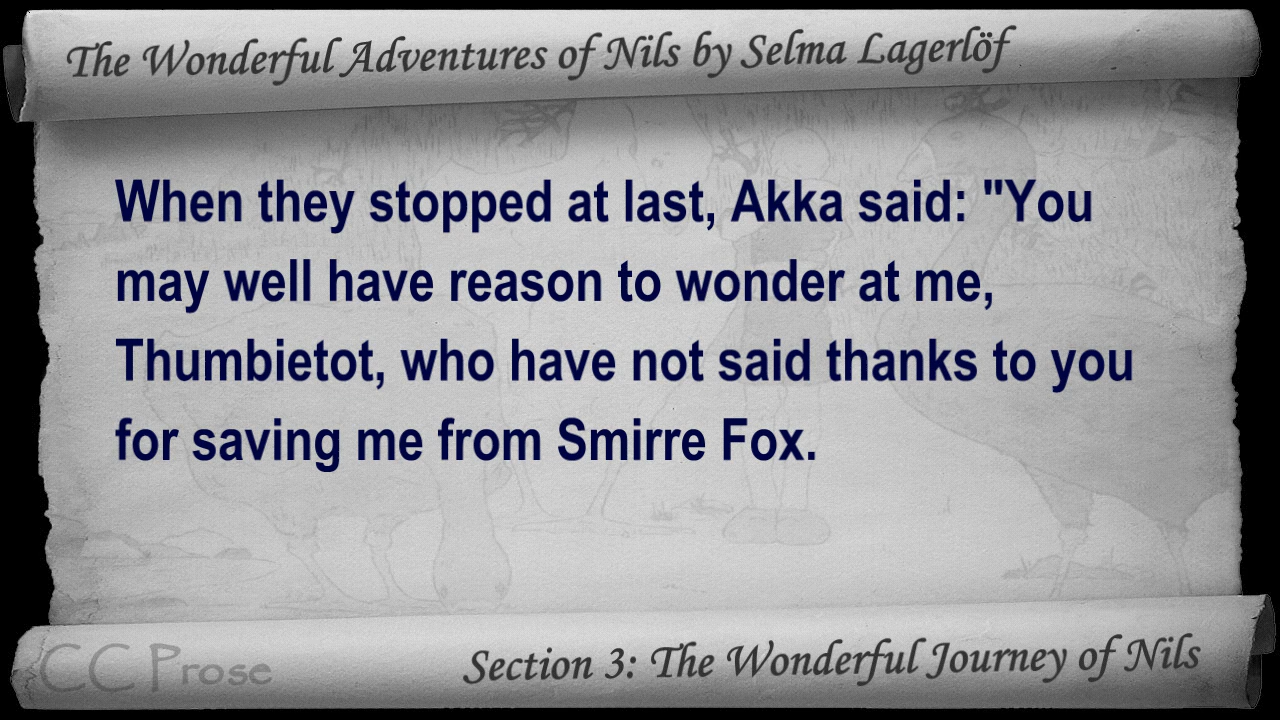 The Wonderful Adventures of Nils by Selma Lagerlöf
When they stopped at last, Akka said: "You
may well have reason to wonder at me,
Thumbietot, who have not said thanks to you
for saving me from Smirre Fox.
CC Prose
Section 3: The Wonderful Journey of Nils